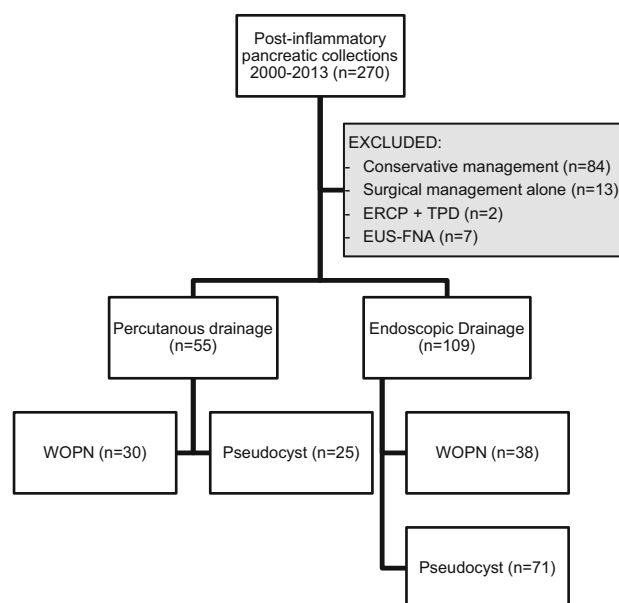 Post-inflammatory
pancreatic collections
2000-2013 (n=270)
EXCLUDED:
- Conservative management (n=84)
- Surgical management alone (n=13)
- ERCP + TPD (n=2)
- EUS-FNA (n=7)
Percutanous drainage
(n=55)
Endoscopic Drainage
(n=109)
WOPN (n=30)
Pseudocyst (n=25)
WOPN (n=38)
Pseudocyst (n=71)